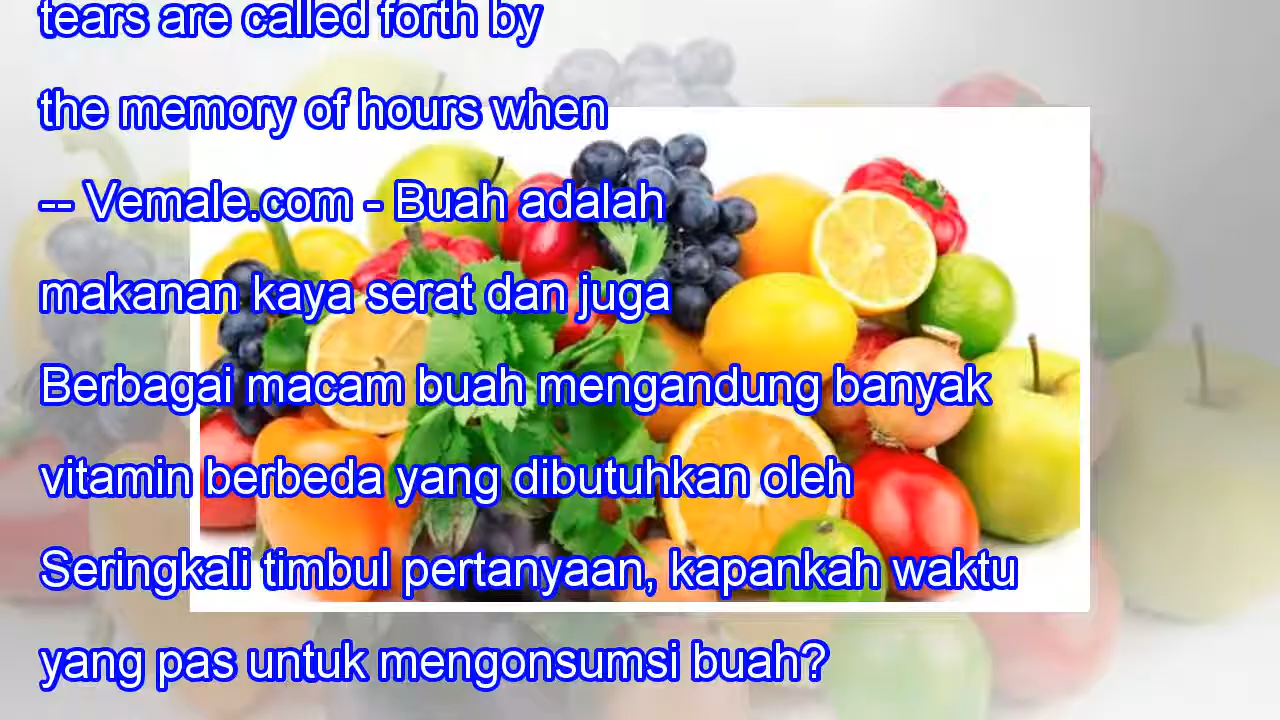 tears are called forth by
the memory of hours when
-- Vemale.com - Buah adalah
makanan kaya serat dan juga
Berbagai macam buah mengandung banyak
vitamin berbeda yang dibutuhkan oleh
Seringkali timbul pertanyaan, kapankah waktu
yang pas untuk mengonsumsi buah?